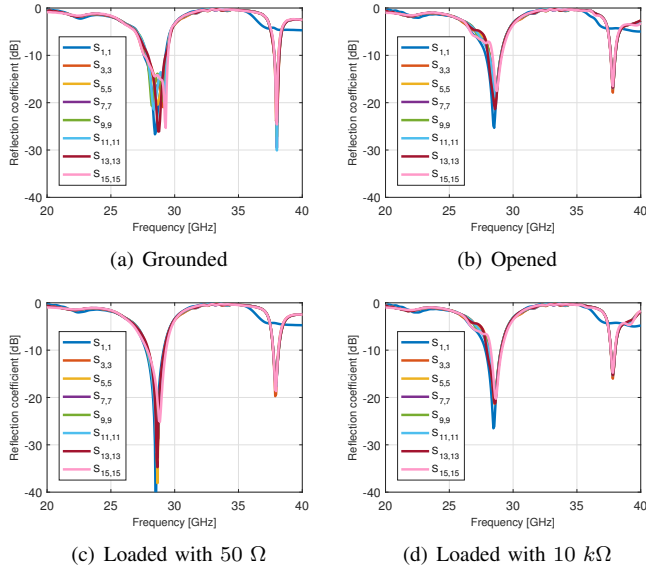 0
-10
-20
-30
-40
Reflection coefficient [dB]
S1,1
S3,3
S5,5
S7,7
S9,9
S11,11
S13,13
S15,15
20 25 30 35 40
Frequency [GHz]
(a) Grounded
0
-10
-20
-30
-40
Reflection coefficient [dB]
S1,1
S3,3
S5,5
S7,7
S9,9
S11,11
S13,13
S15,15
20 25 30 35 40
Frequency [GHz]
(b) Opened
0
-10
-20
-30
-40
Reflection coefficient [dB]
S1,1
S3,3
S5,5
S7,7
S9,9
S11,11
S13,13
S15,15
20 25 30 35 40
Frequency [GHz]
(c) Loaded with 50 Ω
0
-10
-20
-30
-40
Reflection coefficient [dB]
S1,1
S3,3
S5,5
S7,7
S9,9
S11,11
S13,13
S15,15
20 25 30 35 40
Frequency [GHz]
(d) Loaded with 10 kΩ